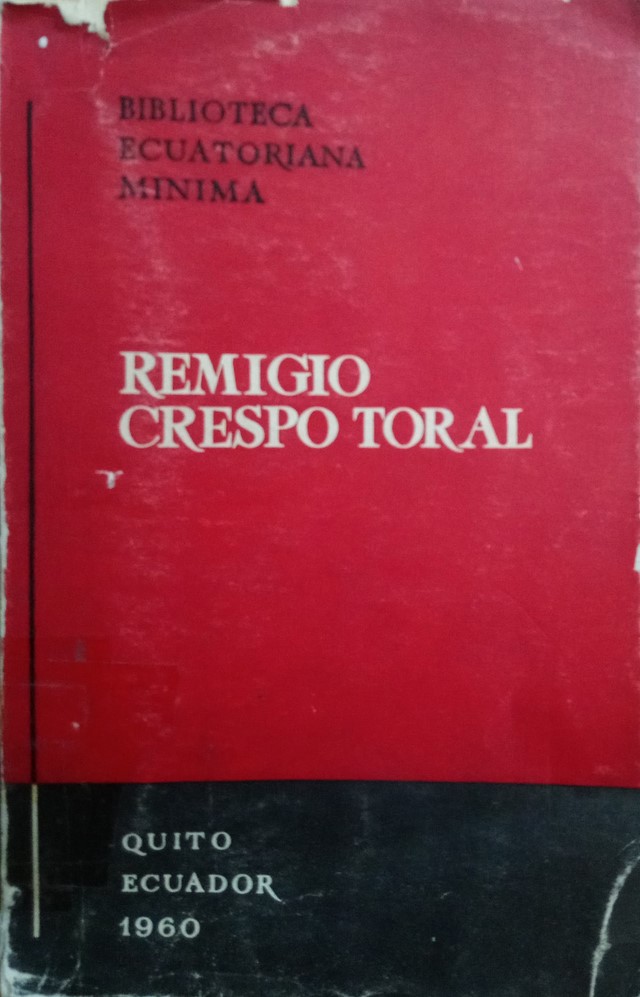 BIBLIOTECA
ECUATORIANA
MINIMA
REMIGIO
CRESPO TORAL
QUITO
ECUADOR
1960